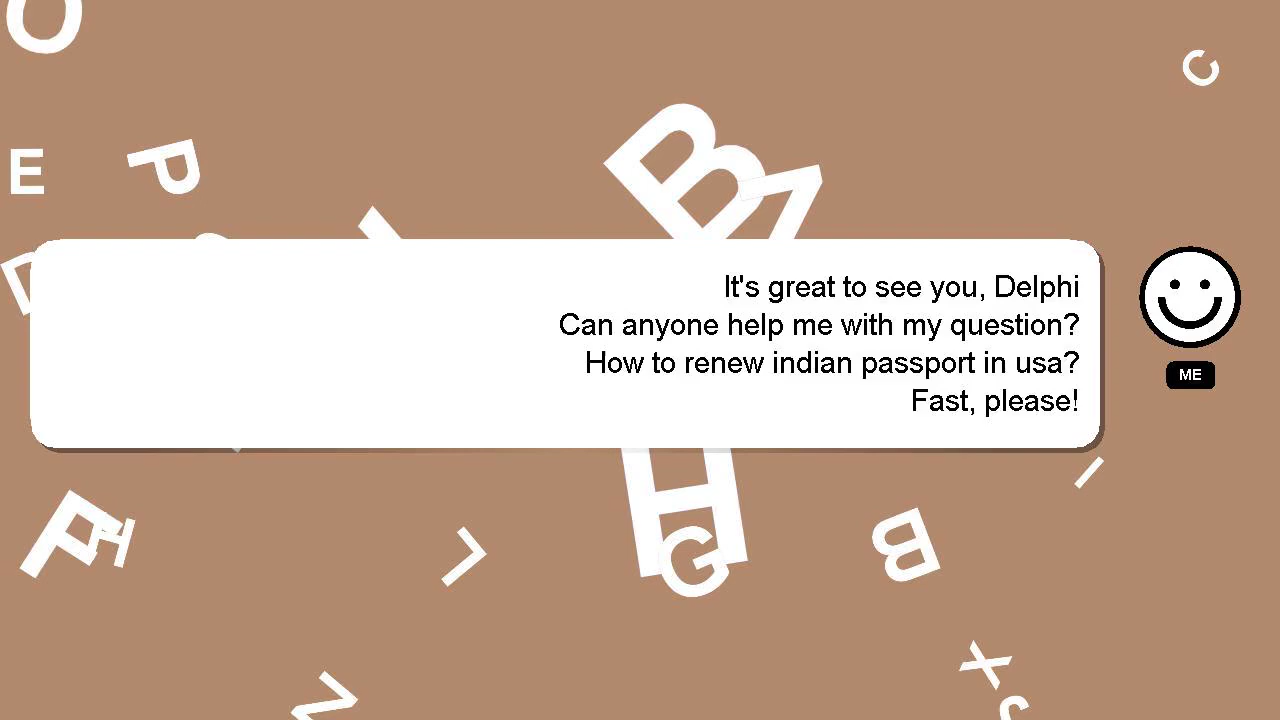 It's great to see you, Delphi
Can anyone help me with my question?
How to renew indian passport in usa?
Fast, please!
ME
O
C
E
P
B
H
G
B
I
L
Z
X